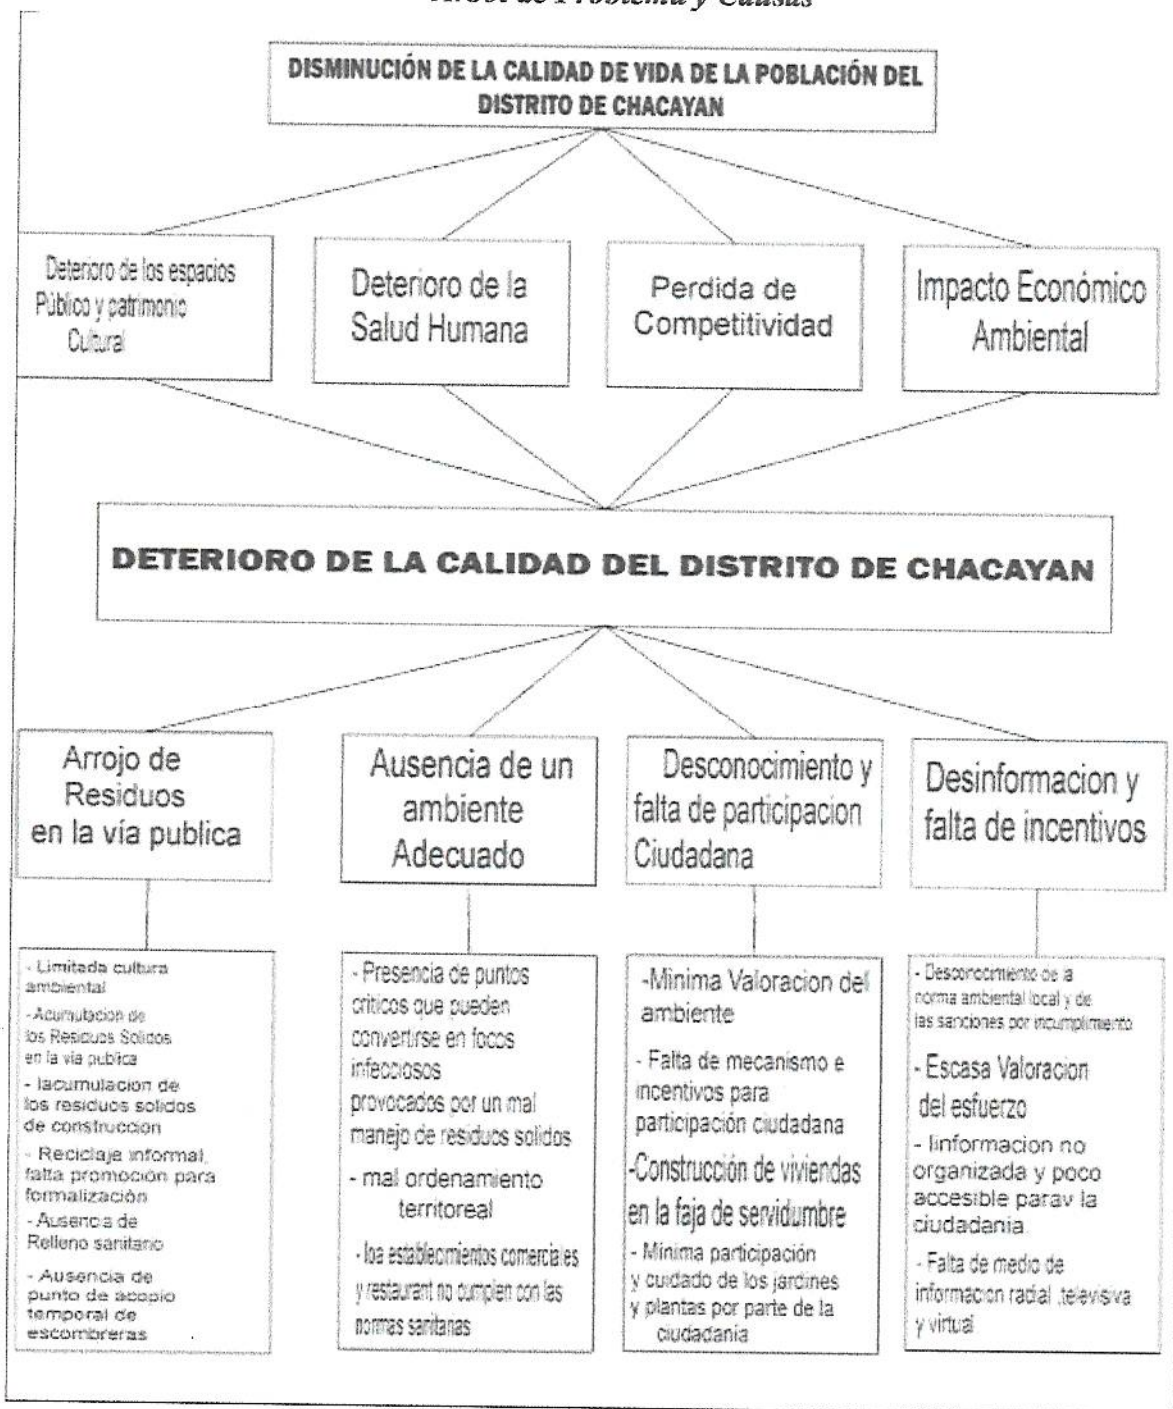 Árbol de Problema y Causas
DISMINUCIÓN DE LA CALIDAD DE VIDA DE LA POBLACIÓN DEL
DISTRITO DE CHACAYAN
Deterioro de los espacios
Público y patrimonio
Cultural
Deterioro de la
Salud Humana
Perdida de
Competitividad
Impacto Económico
Ambiental
DETERIORO DE LA CALIDAD DEL DISTRITO DE CHACAYAN
Arrojo de
Residuos
en la vía publica
Ausencia de un
ambiente
Adecuado
Desconocimiento y
falta de participacion
Ciudadana
Desinformacion y
falta de incentivos
- Limitada cultura
ambiental
- Acumulacion de
los Residuos Solidos
en la via publica
- Iacumulacion de
los residuos solidos
de construcción
- Reciclaje informal,
falta promoción para
formalización
- Ausencia de
Relleno sanitario
- Ausencia de
punto de acopio
temporal de
escombreras
- Presencia de puntos
criticos que pueden
convertirse en focos
infecciosos
provocados por un mal
manejo de residuos solidos
- mal ordenamiento
territoreal
- loa establecimientos comerciales
y restaurant no cumplen con las
normas sanitarias
-Minima Valoracion del
ambiente
- Falta de mecanismo e
incentivos para
participación ciudadana
-Construcción de viviendas
en la faja de servidumbre
- Mínima participación
y cuidado de los jardines
y plantas por parte de la
ciudadania
- Desconocimiento de la
norma ambiental local y de
las sanciones por incumplimiento
- Escasa Valoracion
del esfuerzo
- Iinformacion no
organizada y poco
accesible parav la
ciudadania
- Falta de medio de
informacion radial ,televisiva
y virtual